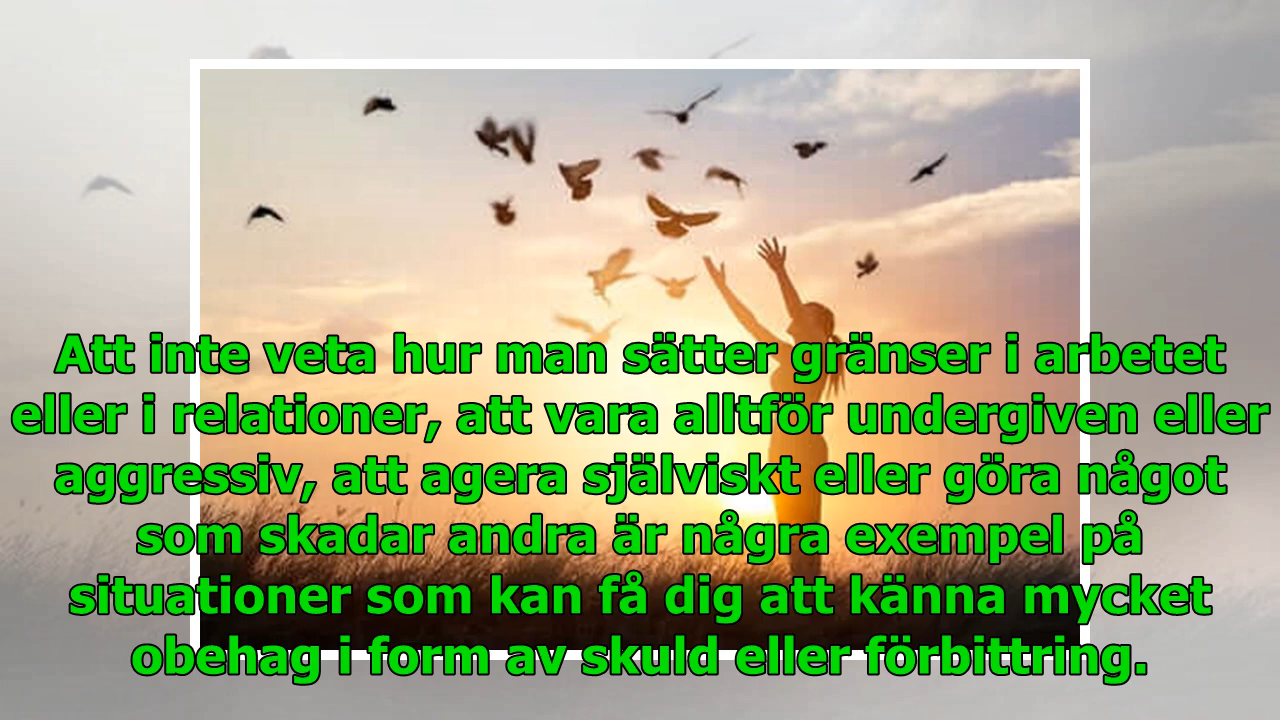 Att inte veta hur man sätter gränser i arbetet
eller i relationer, att vara alltför undergiven eller
aggressiv, att agera själviskt eller göra något
som skadar andra är några exempel på
situationer som kan få dig att känna mycket
obehag i form av skuld eller förbittring.